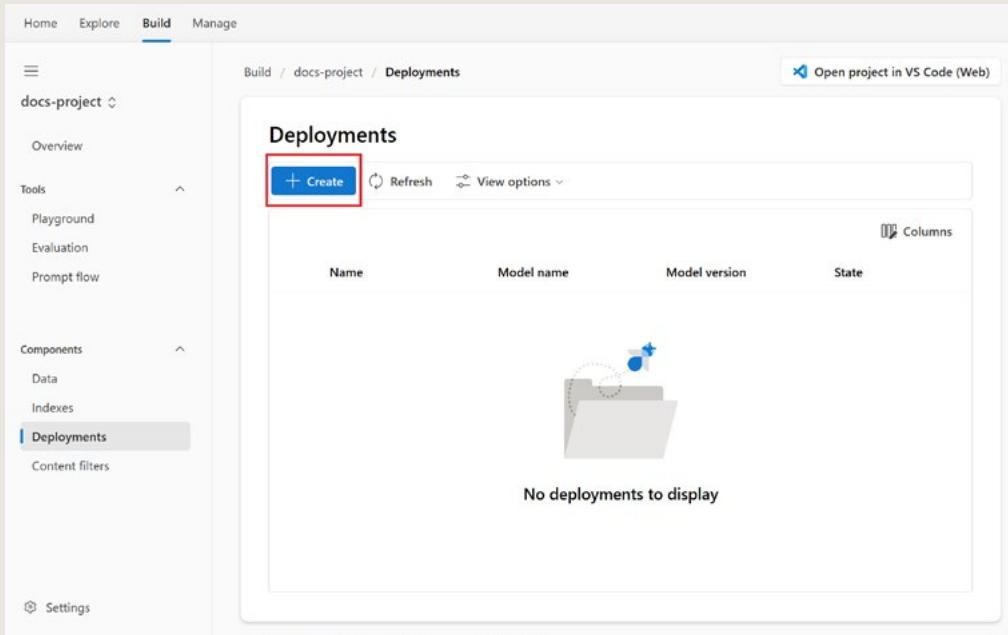 Home Explore Build Manage
docs-project
Overview
Tools
Playground
Evaluation
Prompt flow
Components
Data
Indexes
Deployments
Content filters
Settings
Build / docs-project / Deployments
Open project in VS Code (Web)
Deployments
+ Create Refresh View options
Columns
Name Model name Model version State
No deployments to display